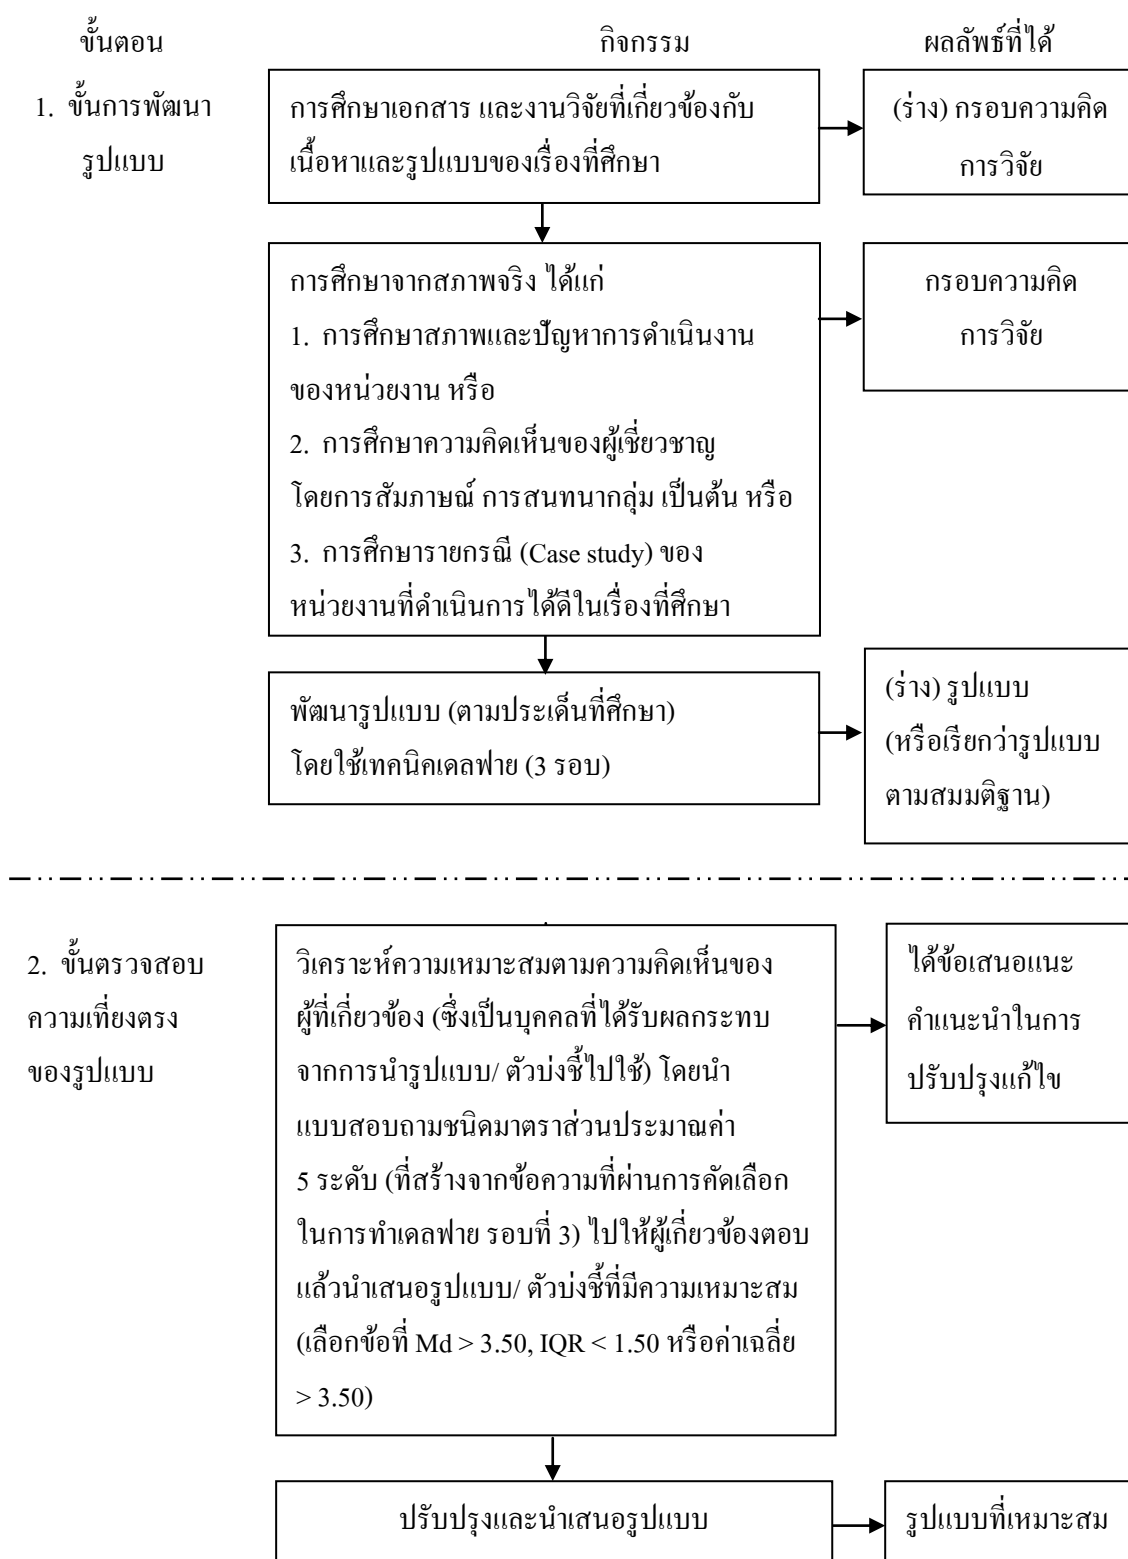 ขั้นตอน
กิจกรรม
ผลลัพธ์ที่ได้
1. ขั้นการพัฒนา
รูปแบบ
การศึกษาเอกสาร และงานวิจัยที่เกี่ยวข้องกับ
เนื้อหาและรูปแบบของเรื่องที่ศึกษา
(ร่าง) กรอบความคิด
การวิจัย
การศึกษาจากสภาพจริง ได้แก่
1. การศึกษาสภาพและปัญหาการดำเนินงาน
ของหน่วยงาน หรือ
2. การศึกษาความคิดเห็นของผู้เชี่ยวชาญ
โดยการสัมภาษณ์ การสนทนากลุ่ม เป็นต้น หรือ
3. การศึกษารายกรณี (Case study) ของ
หน่วยงานที่ดำเนินการได้ดีในเรื่องที่ศึกษา
กรอบความคิด
การวิจัย
พัฒนารูปแบบ (ตามประเด็นที่ศึกษา)
โดยใช้เทคนิคเดลฟาย (3 รอบ)
(ร่าง) รูปแบบ
(หรือเรียกว่ารูปแบบ
ตามสมมติฐาน)
2. ขั้นตรวจสอบ
ความเที่ยงตรง
ของรูปแบบ
วิเคราะห์ความเหมาะสมตามความคิดเห็นของ
ผู้ที่เกี่ยวข้อง (ซึ่งเป็นบุคคลที่ได้รับผลกระทบ
จากการนำรูปแบบ/ ตัวบ่งชี้ไปใช้) โดยนำ
แบบสอบถามชนิดมาตราส่วนประมาณค่า
5 ระดับ (ที่สร้างจากข้อความที่ผ่านการคัดเลือก
ในการทำเดลฟาย รอบที่ 3) ไปให้ผู้เกี่ยวข้องตอบ
แล้วนำเสนอรูปแบบ/ ตัวบ่งชี้ที่มีความเหมาะสม
(เลือกข้อที่ Md > 3.50, IQR < 1.50 หรือค่าเฉลี่ย
> 3.50)
ได้ข้อเสนอแนะ
คำแนะนำในการ
ปรับปรุงแก้ไข
ปรับปรุงและนำเสนอรูปแบบ
รูปแบบที่เหมาะสม